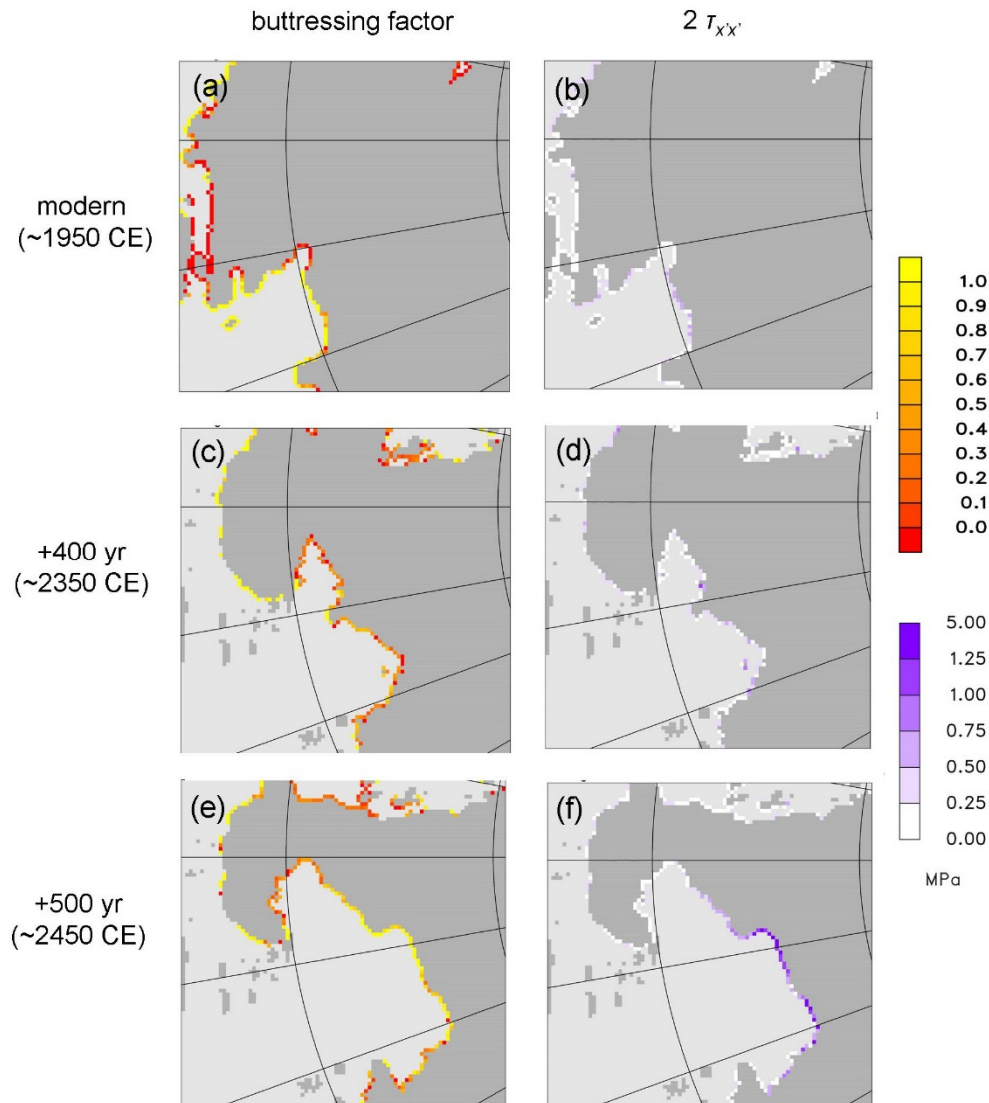 buttressing factor
2 τx'x'
(a)
(b)
modern
(~1950 CE)
1.0
0.9
0.8
0.7
0.6
0.5
0.4
0.3
0.2
0.1
0.0
(c)
(d)
+400 yr
(~2350 CE)
5.00
1.25
1.00
0.75
0.50
0.25
0.00
MPa
(e)
(f)
+500 yr
(~2450 CE)